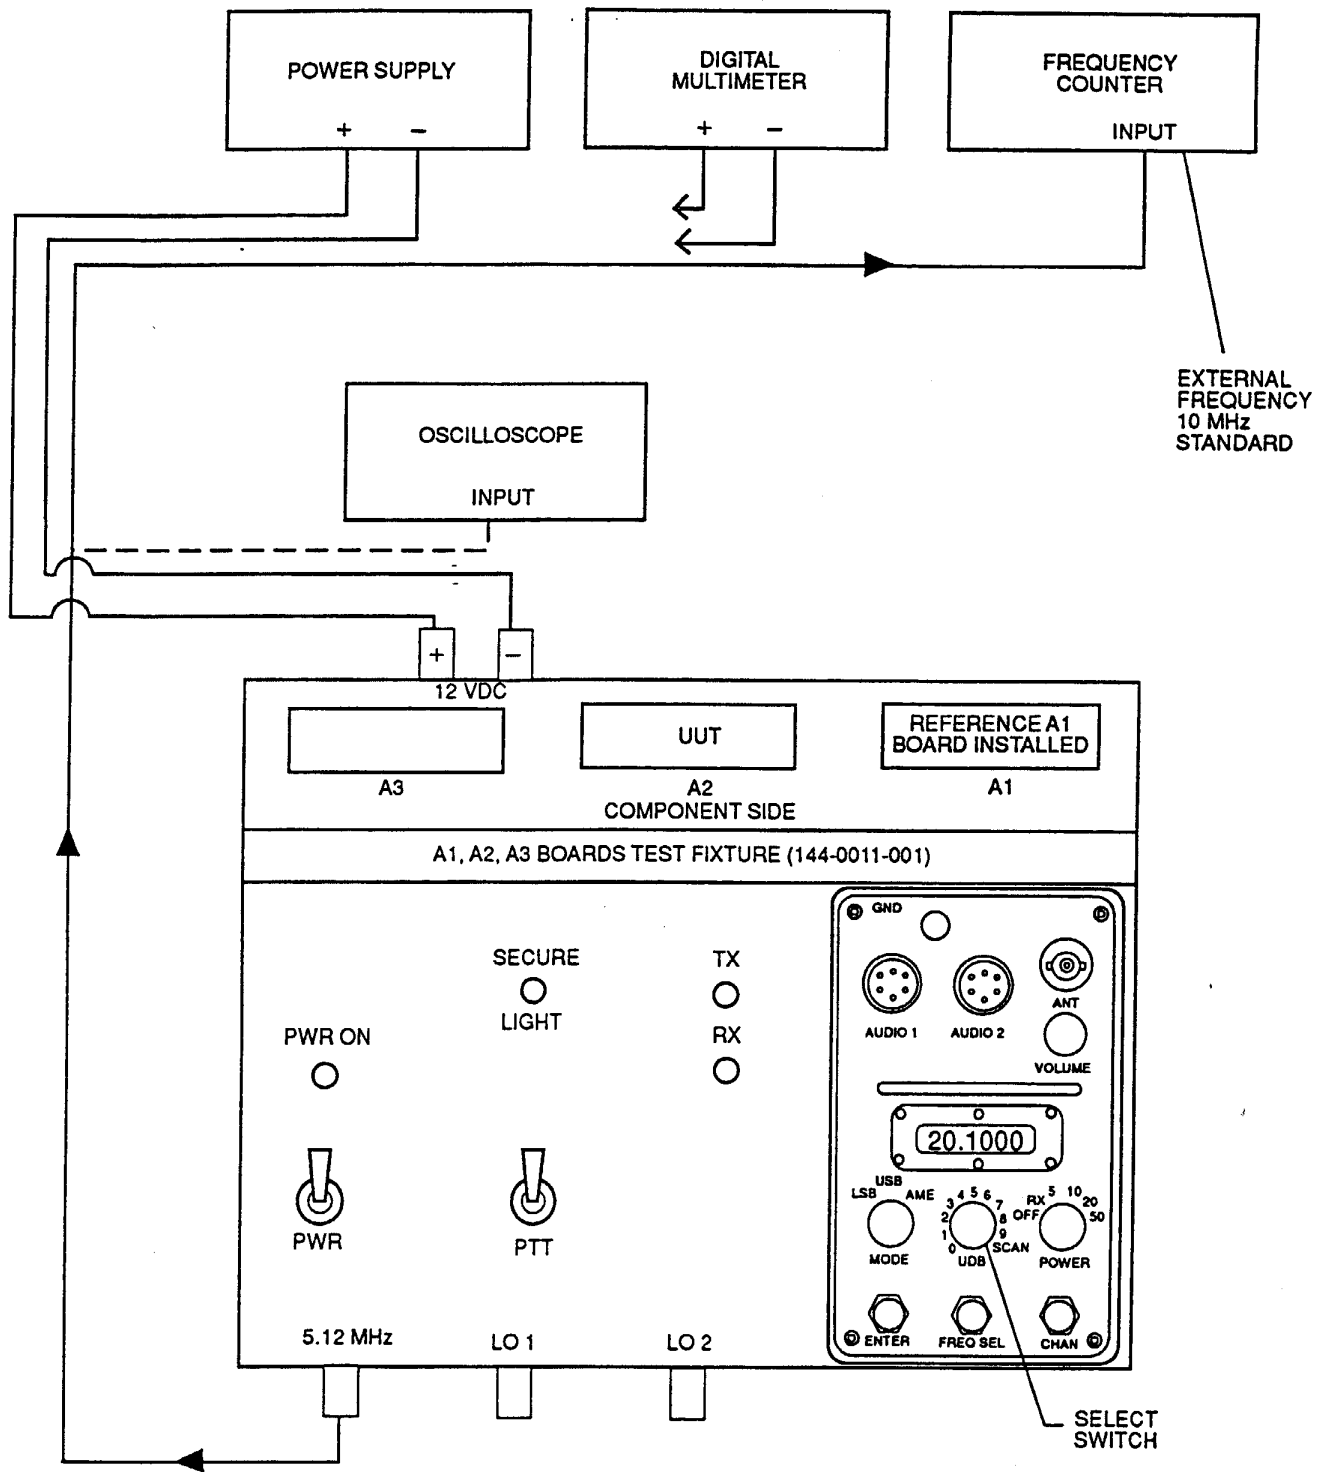 POWER SUPPLY
+ −
DIGITAL
MULTIMETER
+ −
FREQUENCY
COUNTER
INPUT
EXTERNAL
FREQUENCY
10 MHz
STANDARD
OSCILLOSCOPE
INPUT
+ −
12 VDC
UUT
REFERENCE A1
BOARD INSTALLED
A3
A2
A1
COMPONENT SIDE
A1, A2, A3 BOARDS TEST FIXTURE (144-0011-001)
SECURE
LIGHT
TX
RX
PWR ON
PWR
PTT
5.12 MHz
LO 1
LO 2
GND
ANT
AUDIO 1
AUDIO 2
VOLUME
20.1000
LSB USB AME
MODE
0 1 2 3 4 5 6 7 8 9 SCAN
UDB
OFF RX 5 10 20 50
POWER
ENTER
FREQ SEL
CHAN
SELECT
SWITCH